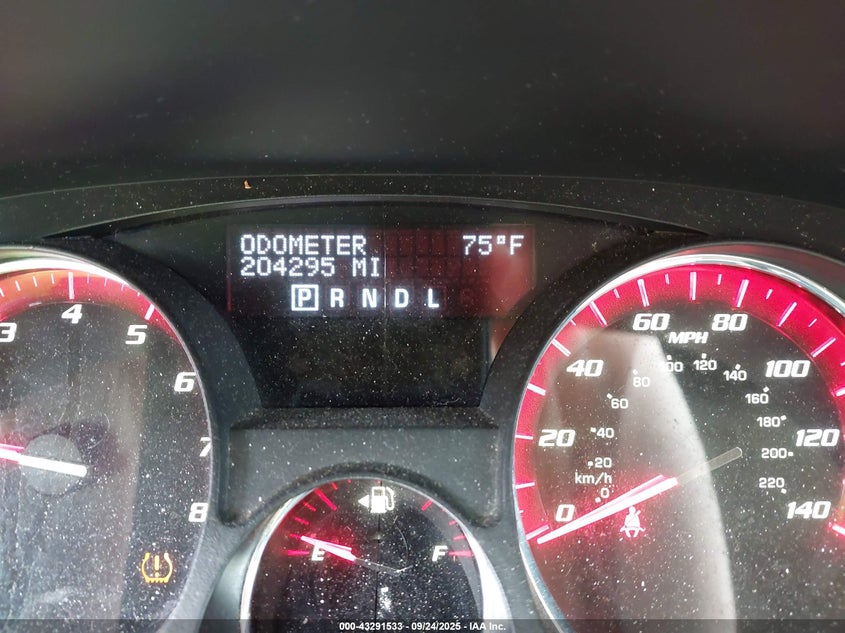 ODOMETER 75°F
204295 MI
P R N D L
3 4 5 6 7 8
0 20 40 60 80 100 120 140
MPH
km/h
0 20 40 60 80 100 120 140 160 180 200 220
E F
000-43291533 - 09/24/2025 - IAA Inc.